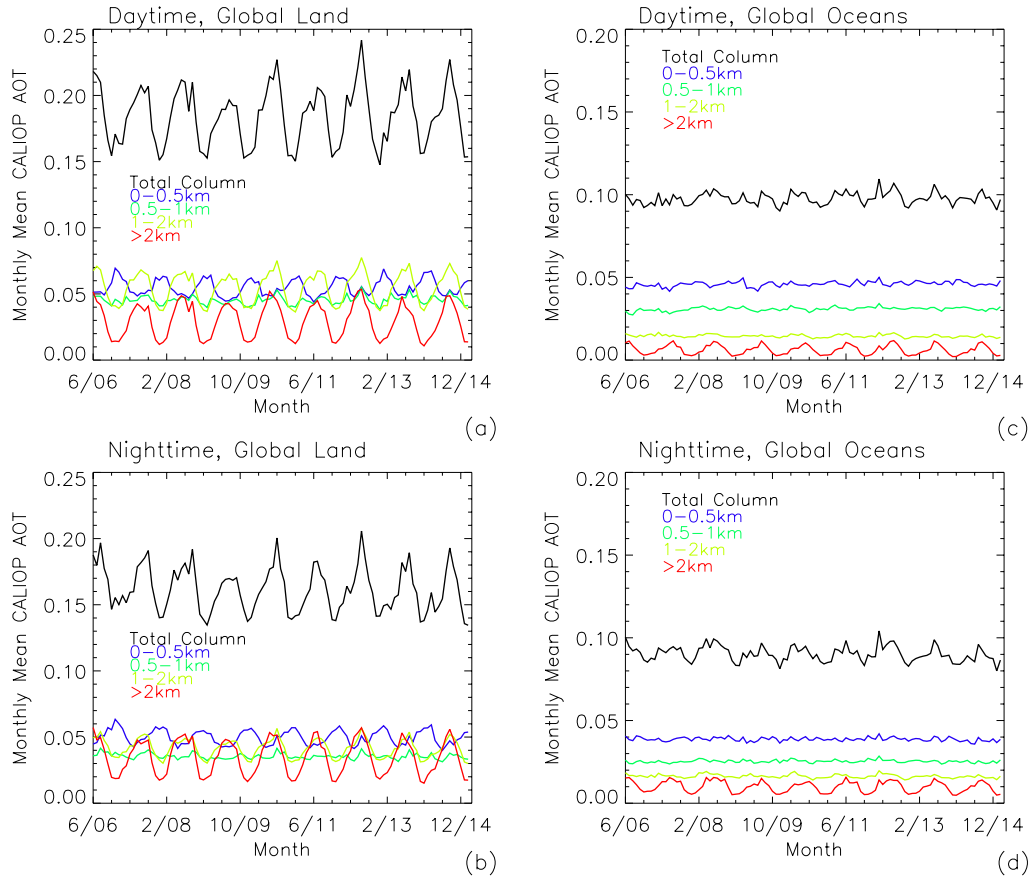 Daytime, Global Land
0.25
0.20
0.15
0.10
0.05
0.00
Monthly Mean CALIOP AOT
Total Column
0-0.5km
0.5-1km
1-2km
>2km
6/06 2/08 10/09 6/11 2/13 12/14
Month
(a)
Daytime, Global Oceans
0.20
0.15
0.10
0.05
0.00
Monthly Mean CALIOP AOT
Total Column
0-0.5km
0.5-1km
1-2km
>2km
6/06 2/08 10/09 6/11 2/13 12/14
Month
(c)
Nighttime, Global Land
0.25
0.20
0.15
0.10
0.05
0.00
Monthly Mean CALIOP AOT
Total Column
0-0.5km
0.5-1km
1-2km
>2km
6/06 2/08 10/09 6/11 2/13 12/14
Month
(b)
Nighttime, Global Oceans
0.20
0.15
0.10
0.05
0.00
Monthly Mean CALIOP AOT
Total Column
0-0.5km
0.5-1km
1-2km
>2km
6/06 2/08 10/09 6/11 2/13 12/14
Month
(d)